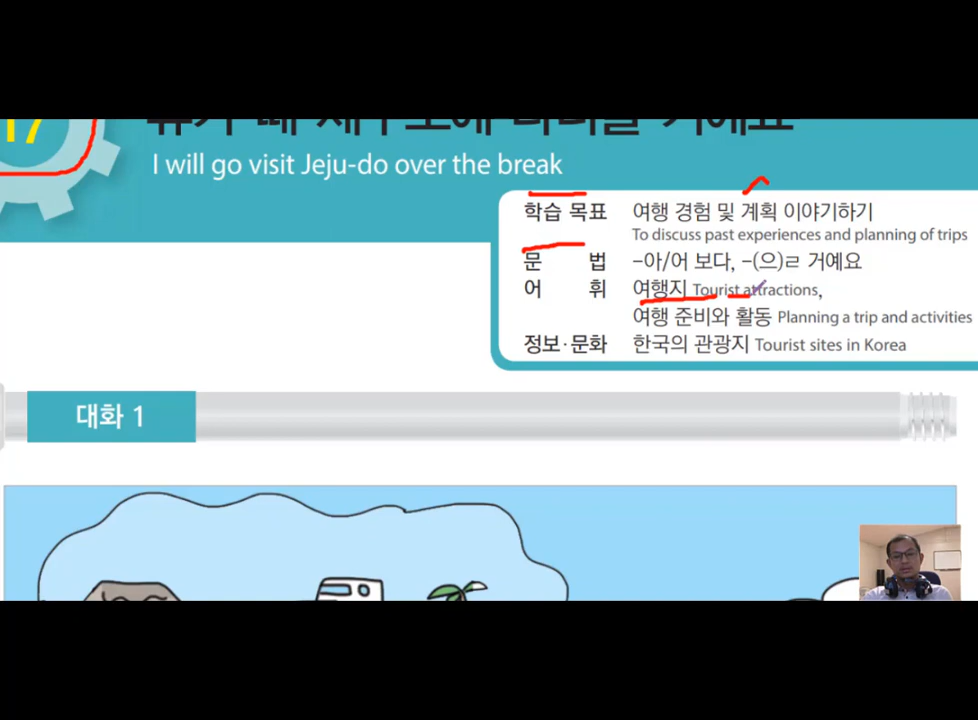 17
I will go visit Jeju-do over the break
학습 목표 여행 경험 및 계획 이야기하기
To discuss past experiences and planning of trips
문 법 -아/어 보다, -(으)ㄹ 거예요
어 휘 여행지 Tourist attractions,
여행 준비와 활동 Planning a trip and activities
정보·문화 한국의 관광지 Tourist sites in Korea
대화 1